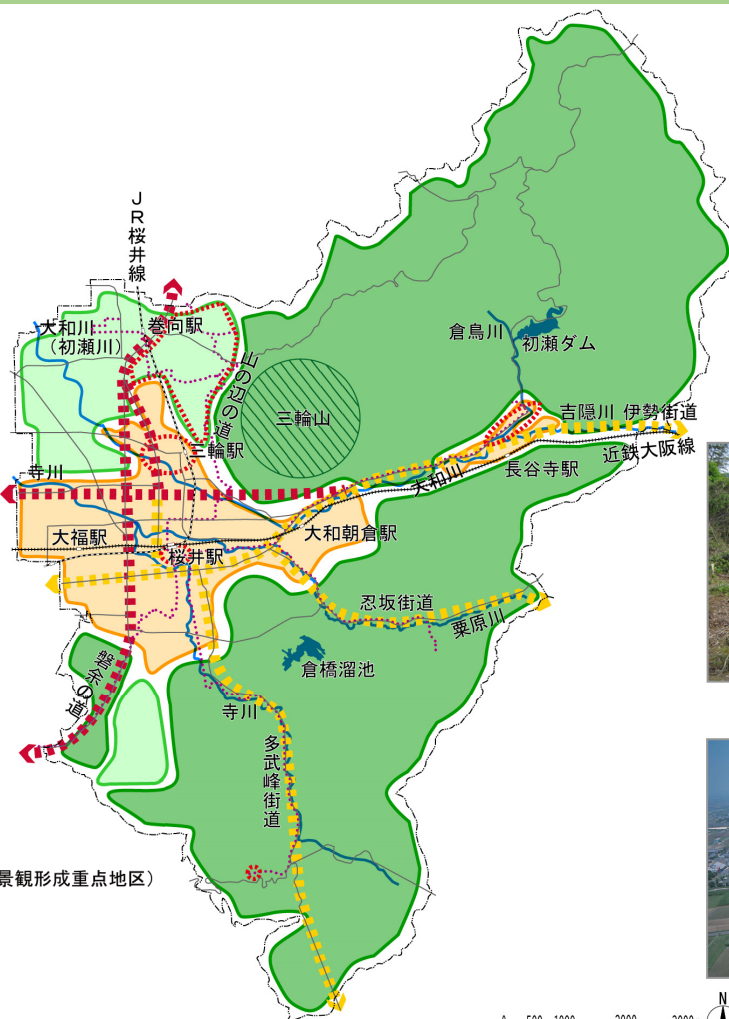 JR桜井線
大和川
(初瀬川)
巻向駅
山の辺の道
倉鳥川
初瀬ダム
三輪山
三輪駅
吉隠川 伊勢街道
近鉄大阪線
長谷寺駅
大和川
寺川
大福駅
大和朝倉駅
桜井駅
忍坂街道
粟原川
倉橋溜池
磐余の道
寺川
多武峰街道
景観形成重点地区)
N
500 1000 2000 3000